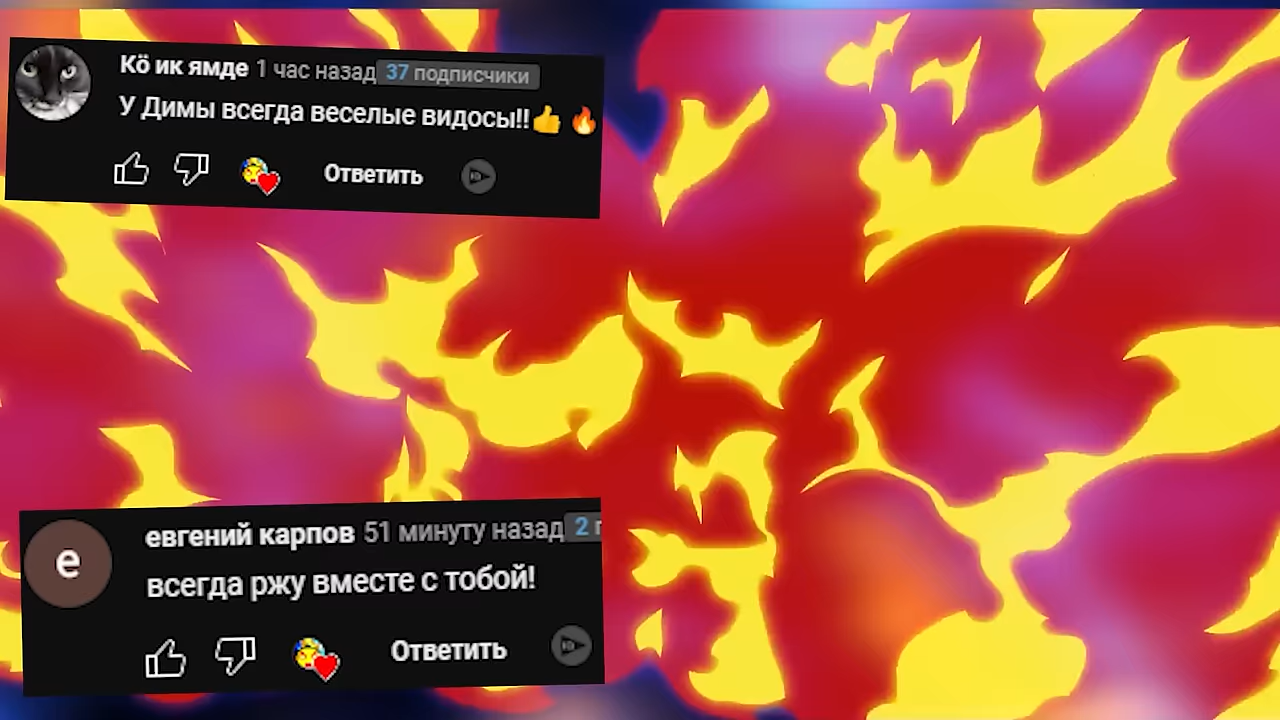 Кӧ ик ямде 1 час назад 37 подписчики
У Димы всегда веселые видосы!!👍 🔥
Ответить
е
евгений карпов 51 минуту назад 2 п
всегда ржу вместе с тобой!
Ответить